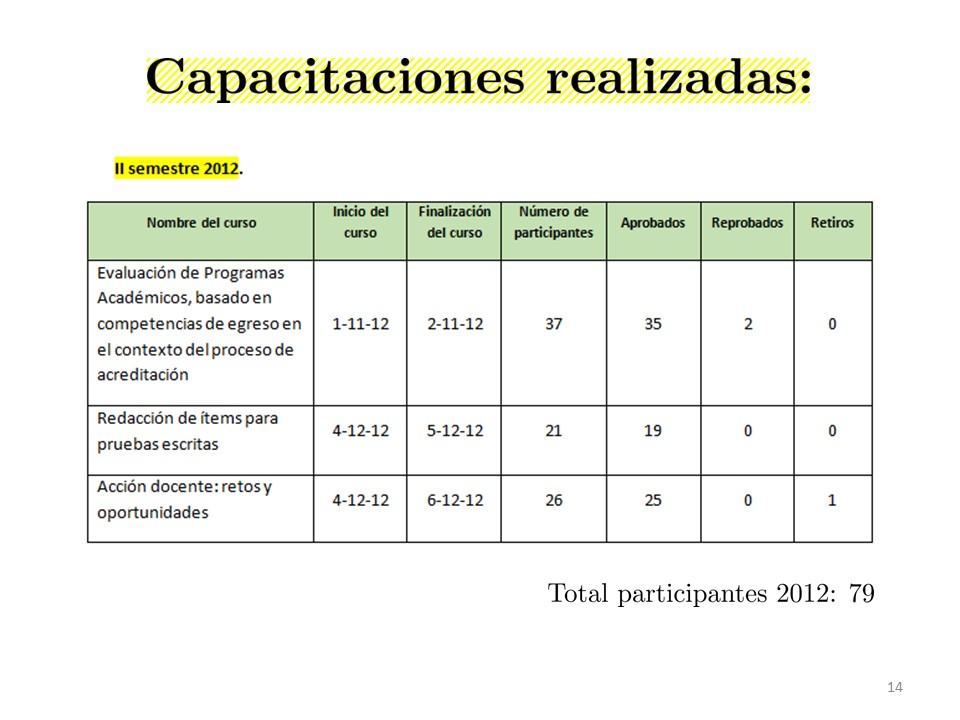 Capacitaciones realizadas:
II semestre 2012.
Nombre del curso
Inicio del
curso
Finalización
del curso
Número de
participantes
Aprobados
Reprobados
Retiros
Evaluación de Programas
Académicos, basado en
competencias de egreso en
el contexto del proceso de
acreditación
1-11-12
2-11-12
37
35
2
0
Redacción de ítems para
pruebas escritas
4-12-12
5-12-12
21
19
0
0
Acción docente: retos y
oportunidades
4-12-12
6-12-12
26
25
0
1
Total participantes 2012: 79
14